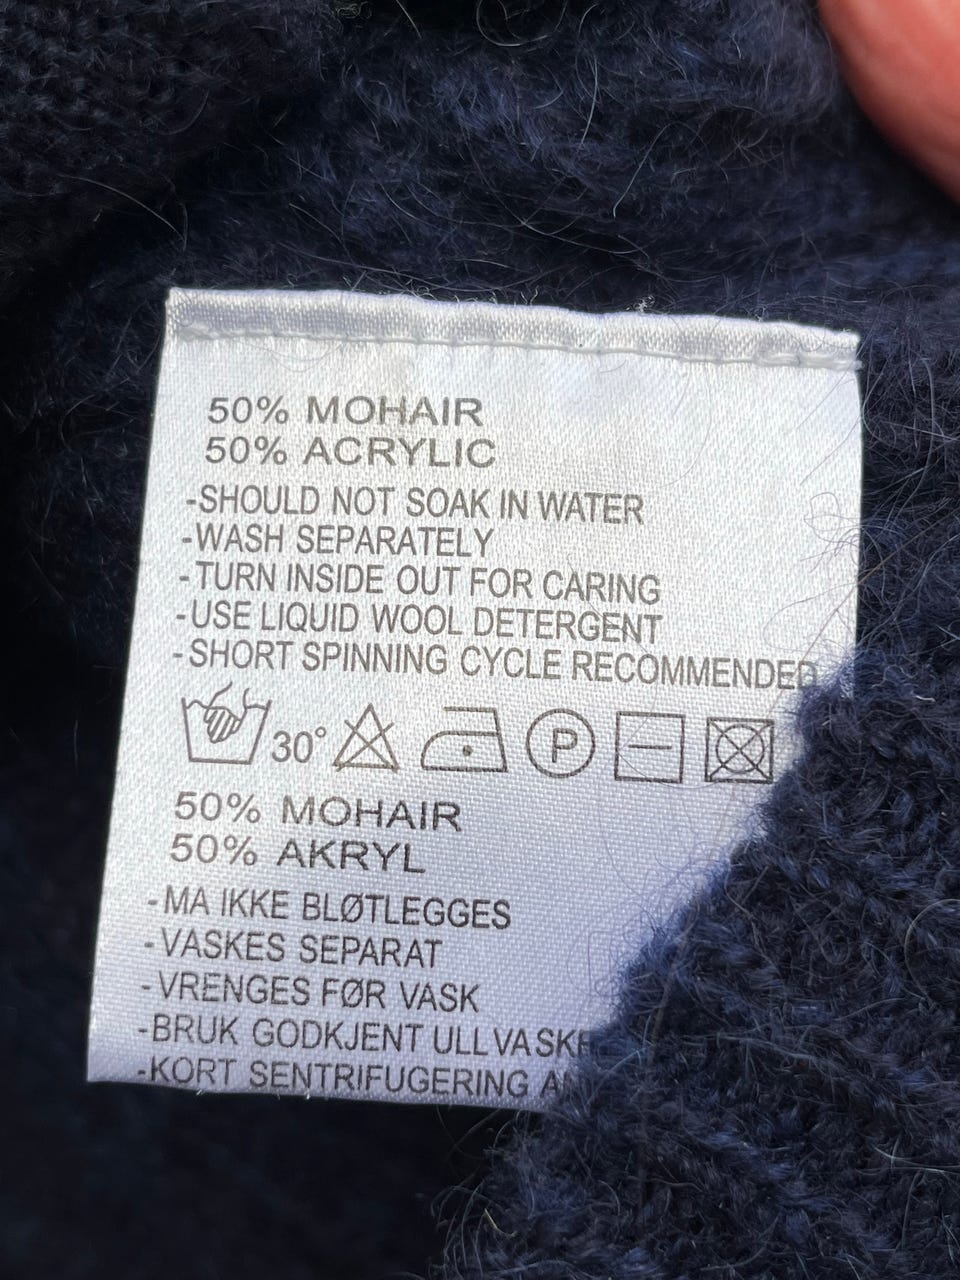 50% MOHAIR
50% ACRYLIC
-SHOULD NOT SOAK IN WATER
-WASH SEPARATELY
-TURN INSIDE OUT FOR CARING
-USE LIQUID WOOL DETERGENT
-SHORT SPINNING CYCLE RECOMMENDED
30° P
50% MOHAIR
50% AKRYL
-MA IKKE BLØTLEGGES
-VASKES SEPARAT
-VRENGES FØR VASK
-BRUK GODKJENT
-KORT SENTRIFUGERING